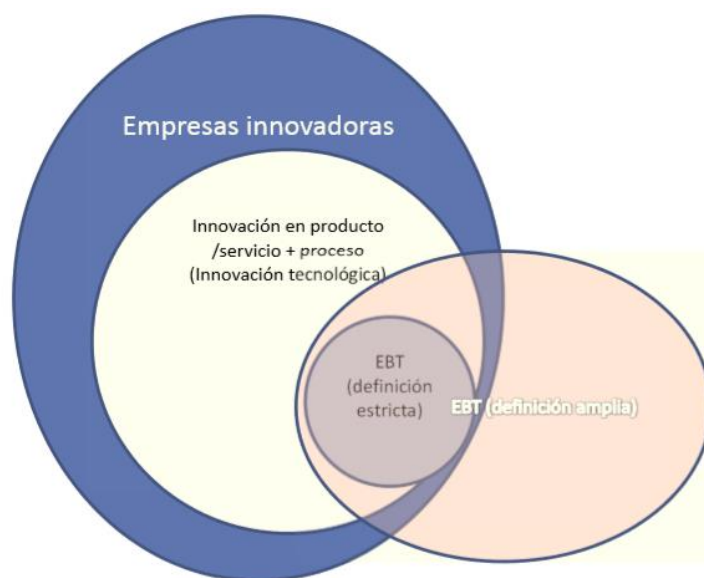 Empresas innovadoras
Innovación en producto
/servicio + proceso
(Innovación tecnológica)
EBT
(definición
estricta)
EBT (definición amplia)